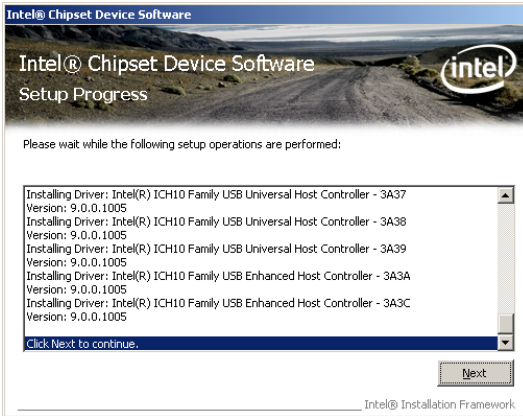 Intel® Chipset Device Software
Intel® Chipset Device Software
Setup Progress
intel
Please wait while the following setup operations are performed:
Installing Driver: Intel(R) ICH10 Family USB Universal Host Controller - 3A37
Version: 9.0.0.1005
Installing Driver: Intel(R) ICH10 Family USB Universal Host Controller - 3A38
Version: 9.0.0.1005
Installing Driver: Intel(R) ICH10 Family USB Universal Host Controller - 3A39
Version: 9.0.0.1005
Installing Driver: Intel(R) ICH10 Family USB Enhanced Host Controller - 3A3A
Version: 9.0.0.1005
Installing Driver: Intel(R) ICH10 Family USB Enhanced Host Controller - 3A3C
Version: 9.0.0.1005
Click Next to continue.
Next
Intel® Installation Framework